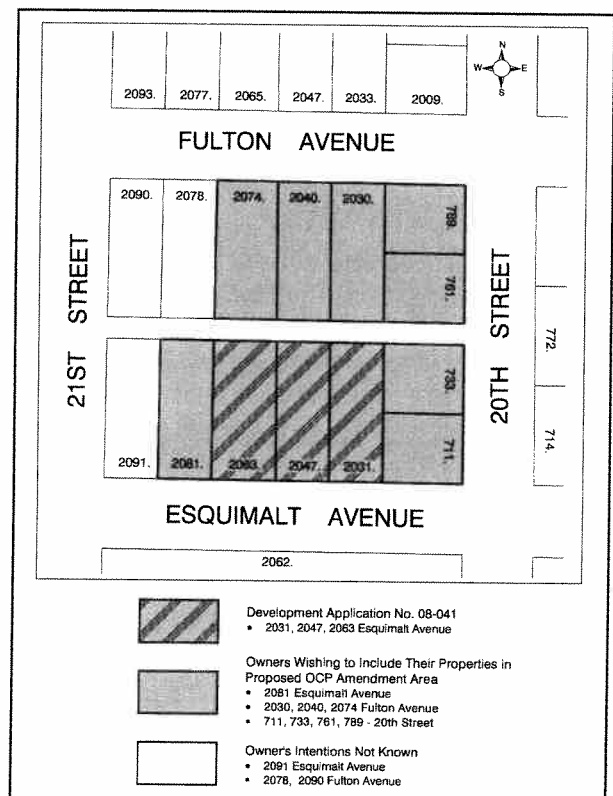 N
W E
S
2093. 2077. 2065. 2047. 2033. 2009.
FULTON AVENUE
2090. 2078. 2074. 2040. 2030. 789.
761.
21ST STREET
20TH STREET
772.
733.
714.
711.
2091. 2081. 2063. 2047. 2031.
ESQUIMALT AVENUE
2062.
Development Application No. 08-041
• 2031, 2047, 2063 Esquimalt Avenue
Owners Wishing to Include Their Properties in
Proposed OCP Amendment Area
• 2081 Esquimalt Avenue
• 2030, 2040, 2074 Fulton Avenue
• 711, 733, 761, 789 - 20th Street
Owner's Intentions Not Known
• 2091 Esquimalt Avenue
• 2078, 2090 Fulton Avenue